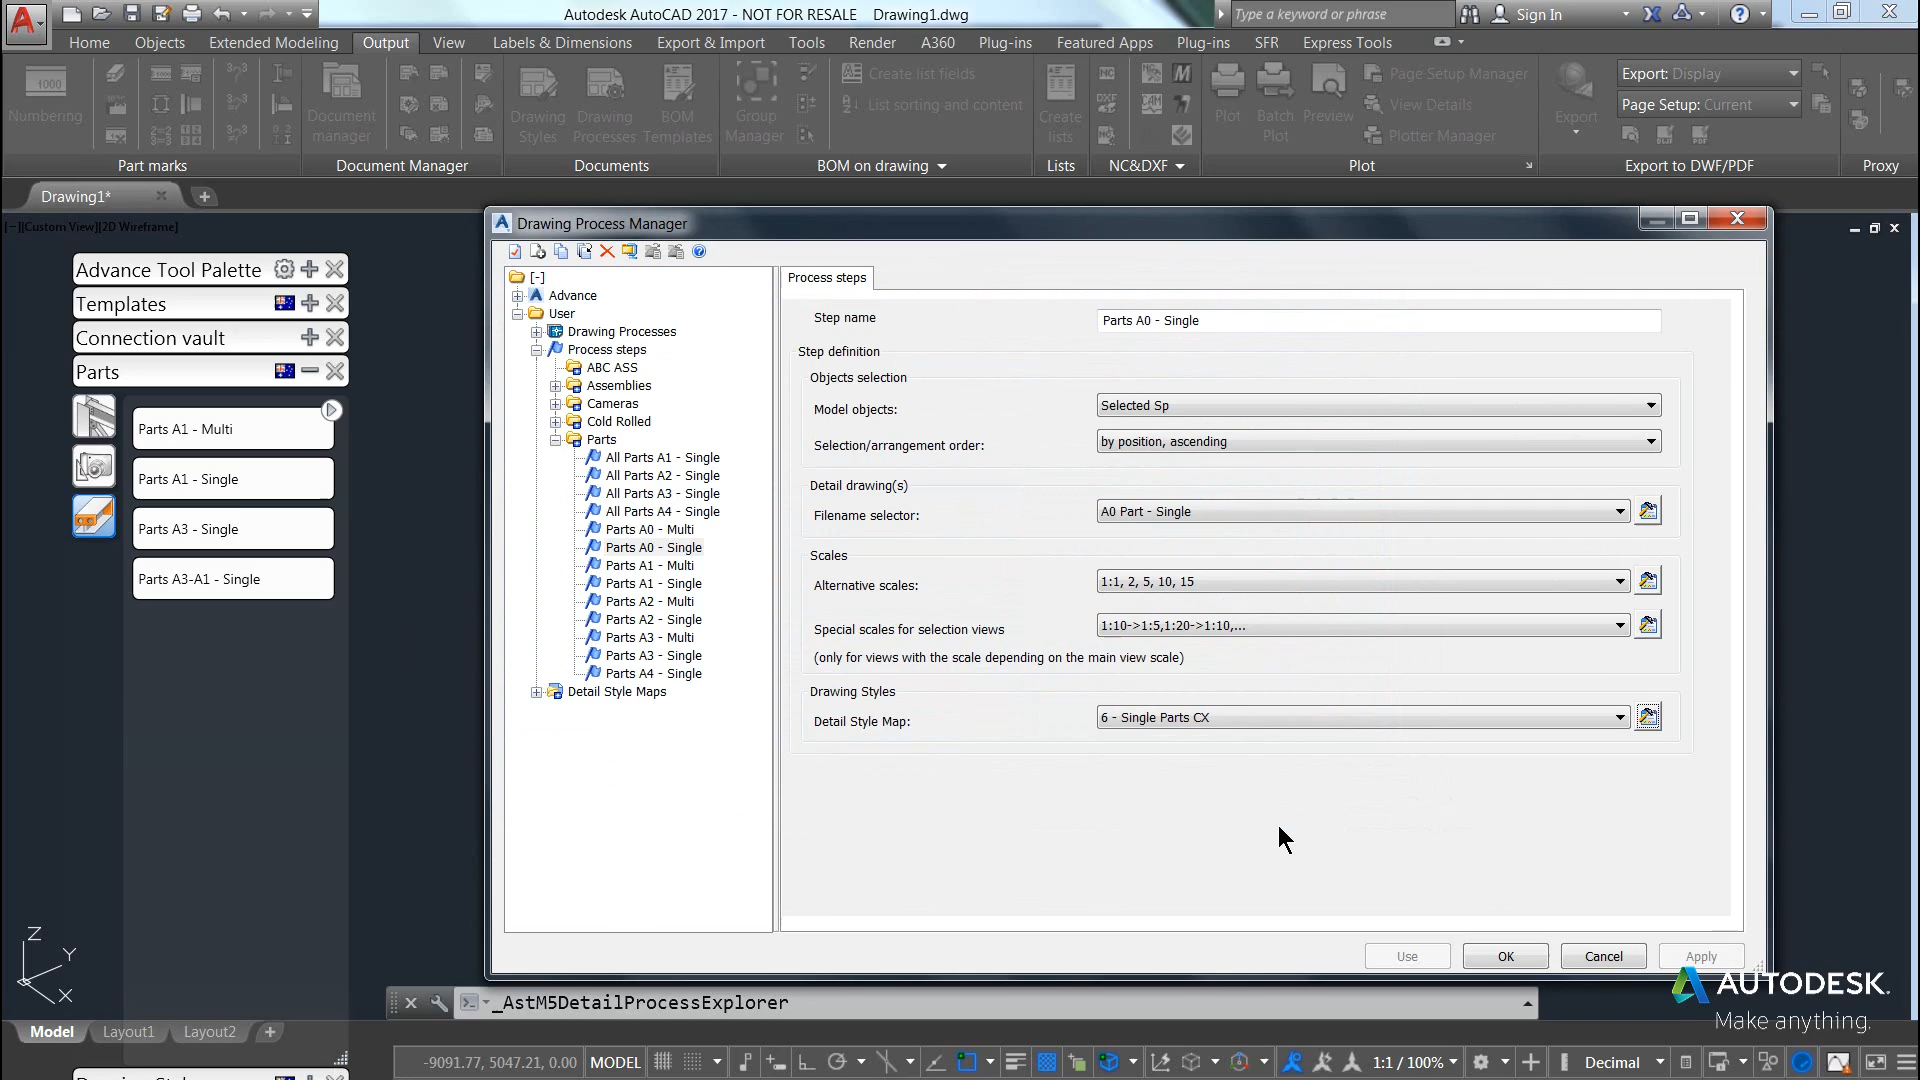 Autodesk AutoCAD 2017 - NOT FOR RESALE Drawing1.dwg
Type a keyword or phrase
Sign In
Home Objects Extended Modeling Output View Labels & Dimensions Export & Import Tools Render A360 Plug-ins Featured Apps Plug-ins SFR Express Tools
Numbering
Document manager
Drawing Styles
Drawing Processes
BOM Templates
Group Manager
Create list fields
List sorting and content
Create lists
Plot
Batch Plot
Preview
Page Setup Manager
View Details
Plotter Manager
Export
Export: Display
Page Setup: Current
Part marks
Document Manager
Documents
BOM on drawing
Lists
NC&DXF
Plot
Export to DWF/PDF
Proxy
Drawing1*
[−][Custom View][2D Wireframe]
Advance Tool Palette
Templates
Connection vault
Parts
Parts A1 - Multi
Parts A1 - Single
Parts A3 - Single
Parts A3-A1 - Single
Drawing Process Manager
[-]
Advance
User
Drawing Processes
Process steps
ABC ASS
Assemblies
Cameras
Cold Rolled
Parts
All Parts A1 - Single
All Parts A2 - Single
All Parts A3 - Single
All Parts A4 - Single
Parts A0 - Multi
Parts A0 - Single
Parts A1 - Multi
Parts A1 - Single
Parts A2 - Multi
Parts A2 - Single
Parts A3 - Multi
Parts A3 - Single
Parts A4 - Single
Detail Style Maps
Process steps
Step name Parts A0 - Single
Step definition
Objects selection
Model objects: Selected Sp
Selection/arrangement order: by position, ascending
Detail drawing(s)
Filename selector: A0 Part - Single
Scales
Alternative scales: 1:1, 2, 5, 10, 15
Special scales for selection views 1:10->1:5,1:20->1:10,...
(only for views with the scale depending on the main view scale)
Drawing Styles
Detail Style Map: 6 - Single Parts CX
Use OK Cancel Apply
AUTODESK.
Make anything.
_AstM5DetailProcessExplorer
Z
Y
X
Model Layout1 Layout2
-9091.77, 5047.21, 0.00 MODEL 1:1 / 100% Decimal